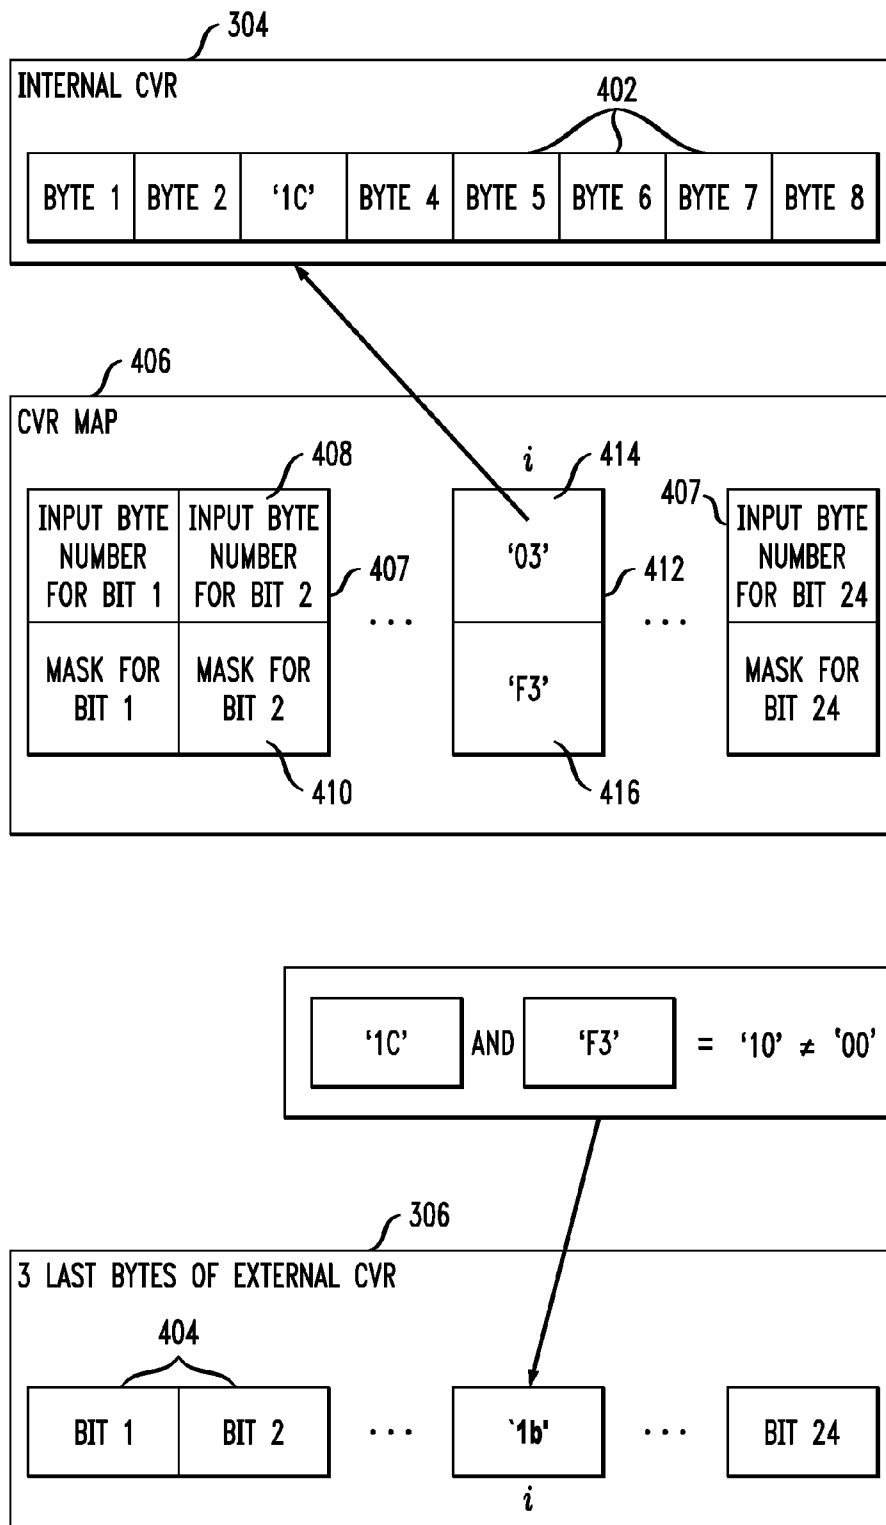 304
INTERNAL CVR
402
BYTE 1 BYTE 2 ‘1C’ BYTE 4 BYTE 5 BYTE 6 BYTE 7 BYTE 8
406
CVR MAP
i
408
414
407
INPUT BYTE NUMBER FOR BIT 1
INPUT BYTE NUMBER FOR BIT 2
407
...
‘03’
412
...
INPUT BYTE NUMBER FOR BIT 24
MASK FOR BIT 1
MASK FOR BIT 2
‘F3’
MASK FOR BIT 24
410
416
‘1C’ AND ‘F3’ = ‘10’ ≠ ‘00’
306
3 LAST BYTES OF EXTERNAL CVR
404
BIT 1 BIT 2 ... ‘1b' ... BIT 24
i